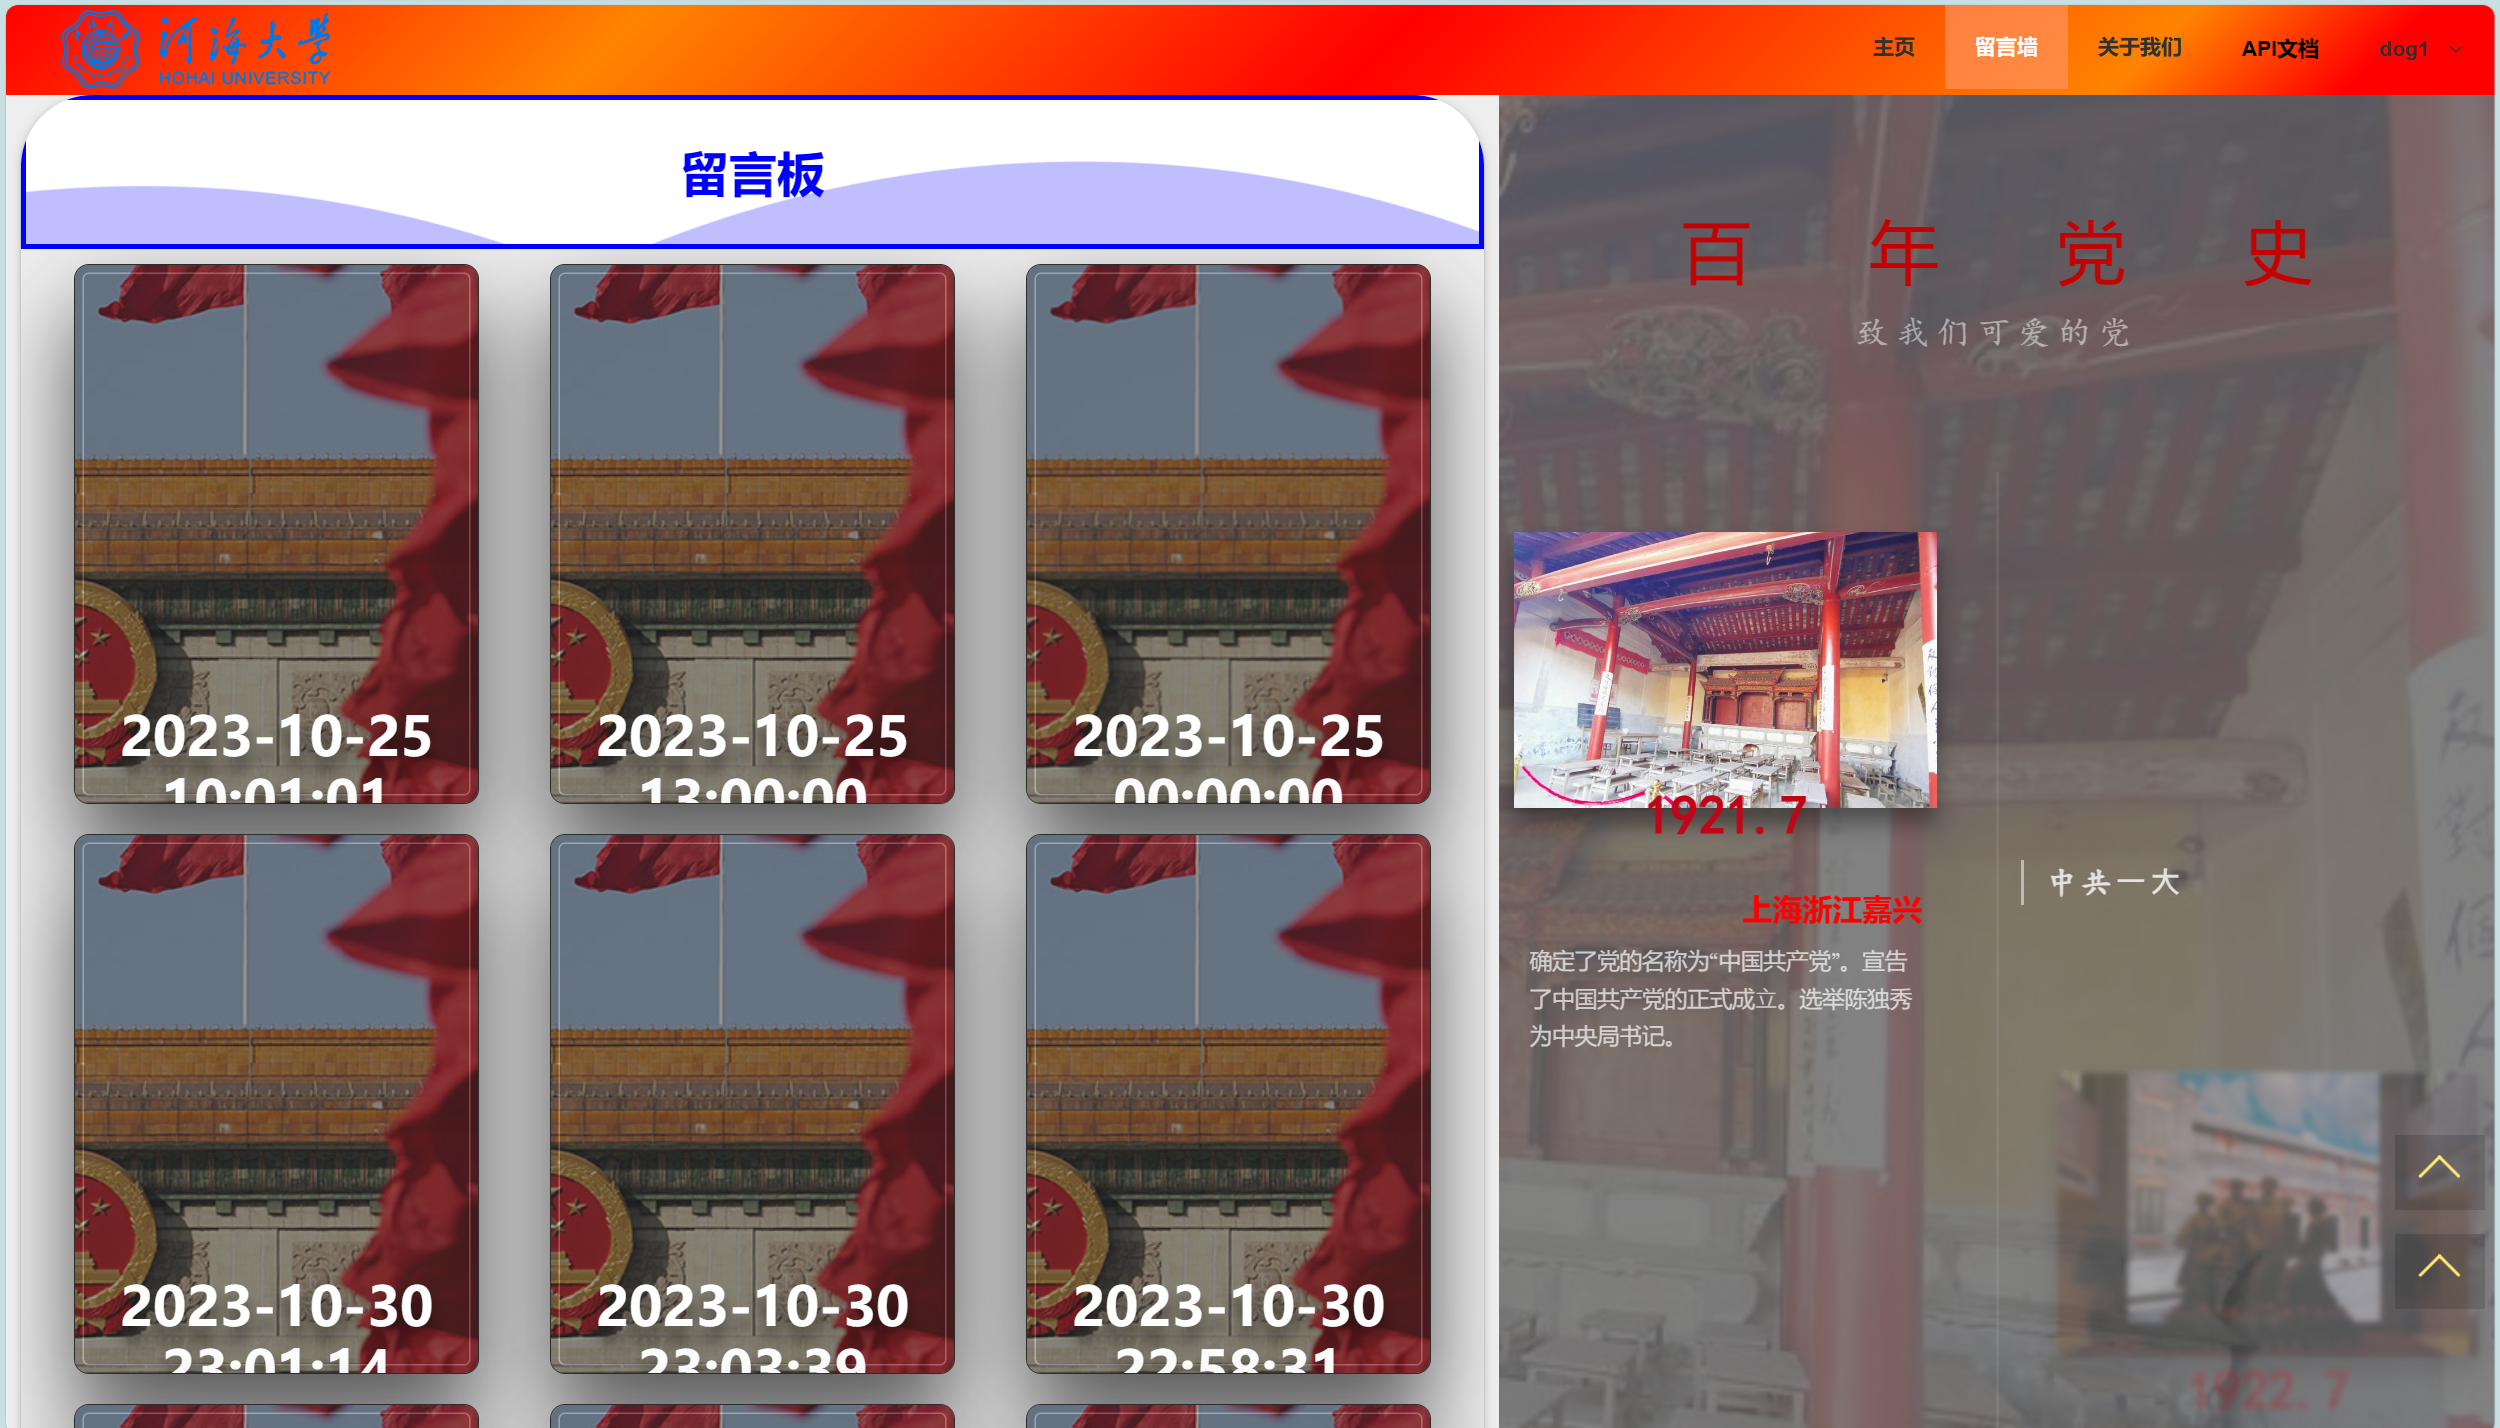 河海大学
HOHAI UNIVERSITY
主页
留言墙
关于我们
API文档
dog1
留言板
2023-10-25
10:01:01
2023-10-25
13:00:00
2023-10-25
00:00:00
2023-10-30
23:01:14
2023-10-30
23:03:39
2023-10-30
22:58:31
百年党史
致我们可爱的党
1921.7
中共一大
上海浙江嘉兴
确定了党的名称为“中国共产党”。宣告
了中国共产党的正式成立。选举陈独秀
为中央局书记。
1922.7